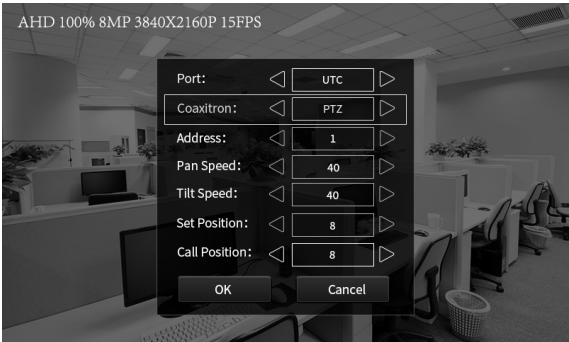 AHD 100% 8MP 3840X2160P 15FPS
Port: UTC
Coaxitron: PTZ
Address: 1
Pan Speed: 40
Tilt Speed: 40
Set Position: 8
Call Position: 8
OK Cancel